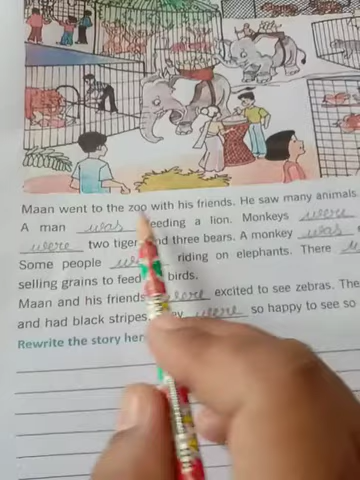 Maan went to the zoo with his friends. He saw many animals.
A man was feeding a lion. Monkeys were
were two tiger and three bears. A monkey was
Some people riding on elephants. There
selling grains to feed birds.
Maan and his friends were excited to see zebras. The
and had black stripes. were so happy to see so
Rewrite the story her